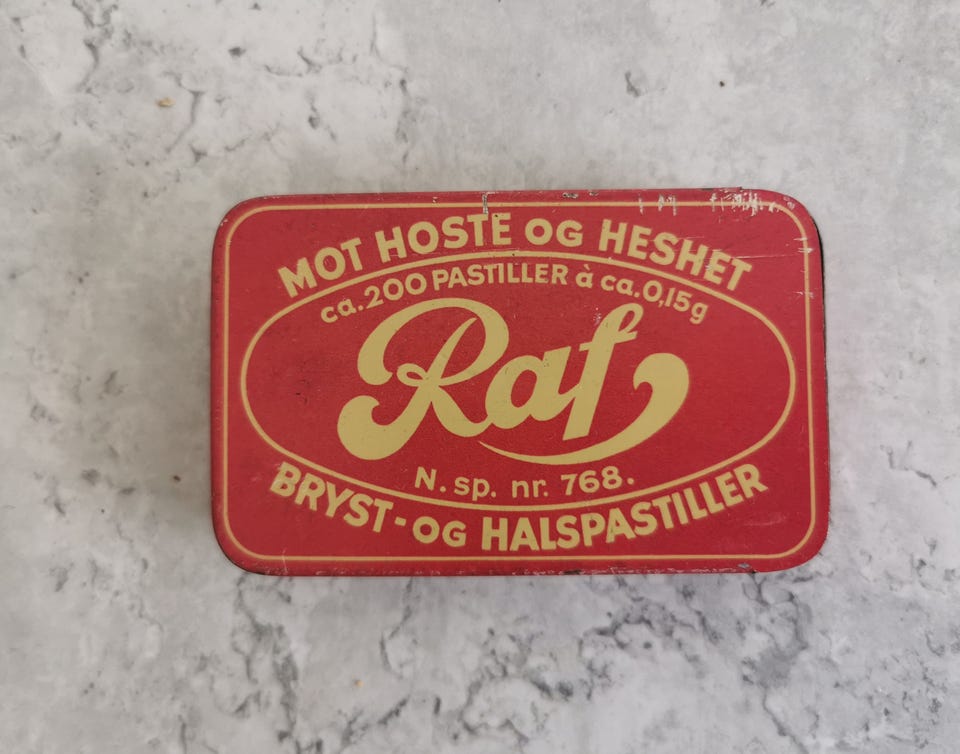 MOT HOSTE OG HESHET
ca. 200 PASTILLER à ca. 0,15g
Raf
N. sp. nr. 768.
BRYST- OG HALSPASTILLER